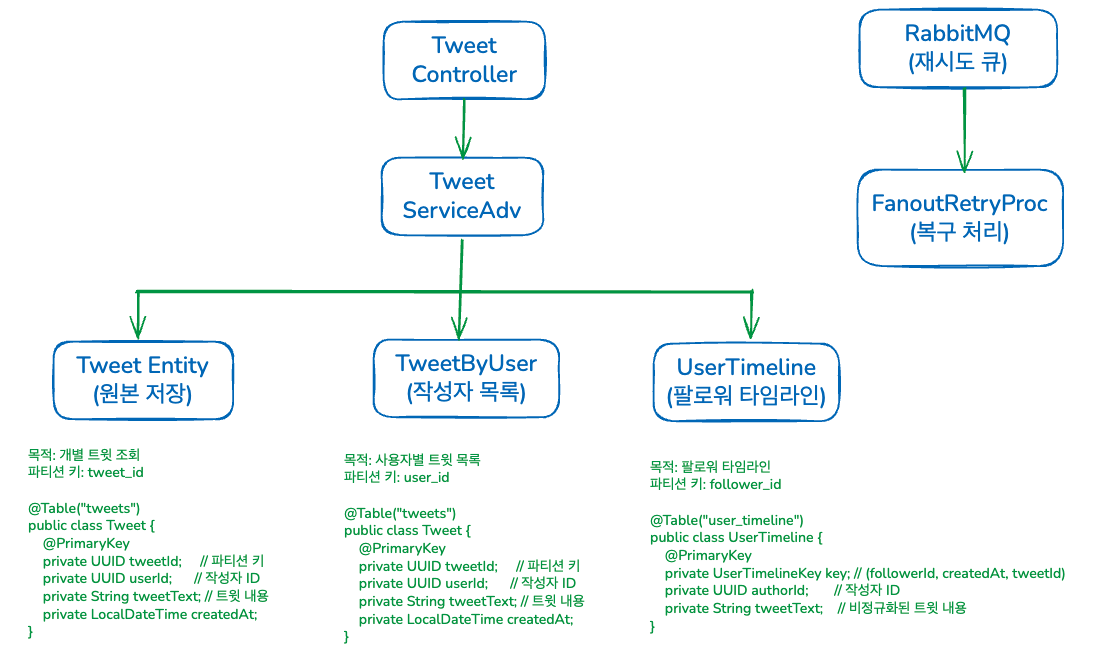 Tweet
Controller
RabbitMQ
(재시도 큐)
Tweet
ServiceAdv
FanoutRetryProc
(복구 처리)
Tweet Entity
(원본 저장)
TweetByUser
(작성자 목록)
UserTimeline
(팔로워 타임라인)
목적: 개별 트윗 조회
파티션 키: tweet_id
@Table("tweets")
public class Tweet {
@PrimaryKey
private UUID tweetId; // 파티션 키
private UUID userId; // 작성자 ID
private String tweetText; // 트윗 내용
private LocalDateTime createdAt;
}
목적: 사용자별 트윗 목록
파티션 키: user_id
@Table("tweets")
public class Tweet {
@PrimaryKey
private UUID tweetId; // 파티션 키
private UUID userId; // 작성자 ID
private String tweetText; // 트윗 내용
private LocalDateTime createdAt;
}
목적: 팔로워 타임라인
파티션 키: follower_id
@Table("user_timeline")
public class UserTimeline {
@PrimaryKey
private UserTimelineKey key; // (followerId, createdAt, tweetId)
private UUID authorId; // 작성자 ID
private String tweetText; // 비정규화된 트윗 내용
}